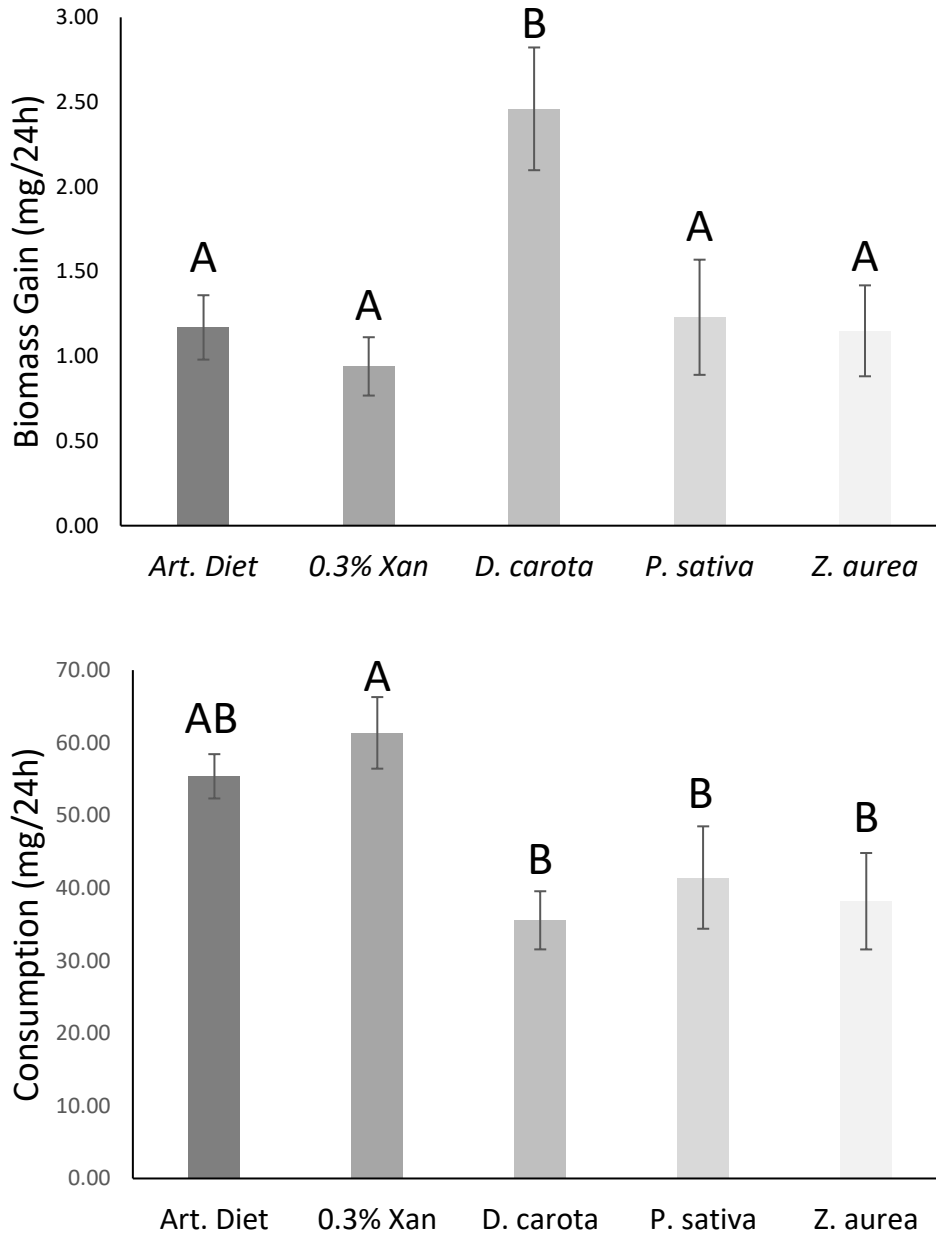 Biomass Gain (mg/24h)
3.00
2.50
2.00
1.50
1.00
0.50
0.00
A
A
B
A
A
Art. Diet 0.3% Xan D. carota P. sativa Z. aurea
Consumption (mg/24h)
70.00
60.00
50.00
40.00
30.00
20.00
10.00
0.00
AB
A
B
B
B
Art. Diet 0.3% Xan D. carota P. sativa Z. aurea